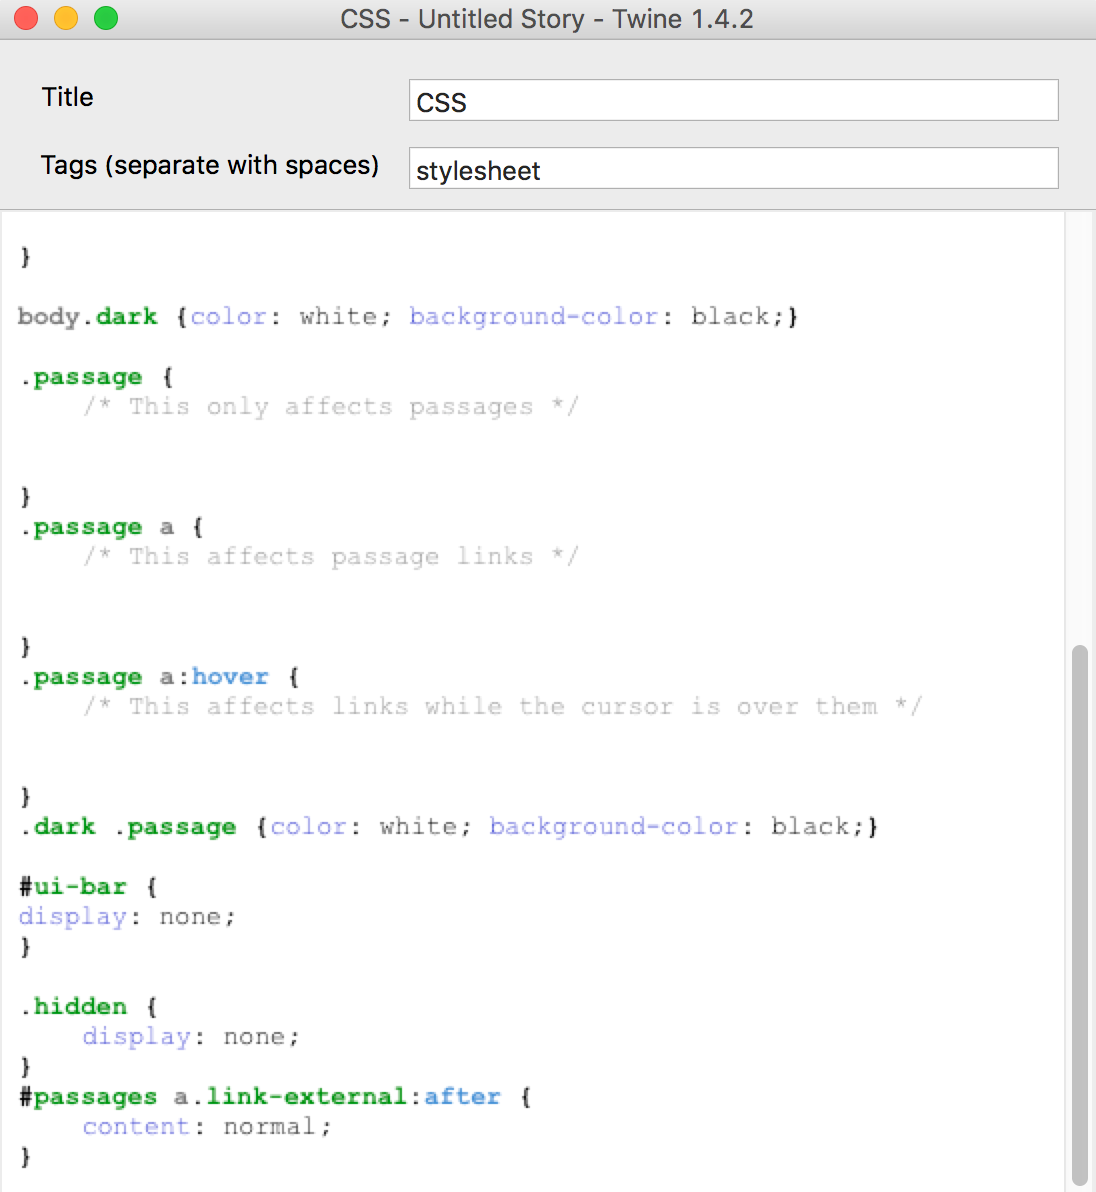 CSS - Untitled Story - Twine 1.4.2
Title
CSS
Tags (separate with spaces)
stylesheet
}
body.dark {color: white; background-color: black;}
.passage {
/* This only affects passages */
}
.passage a {
/* This affects passage links */
}
.passage a:hover {
/* This affects links while the cursor is over them */
}
.dark .passage {color: white; background-color: black;}
#ui-bar {
display: none;
}
.hidden {
display: none;
}
#passages a.link-external:after {
content: normal;
}